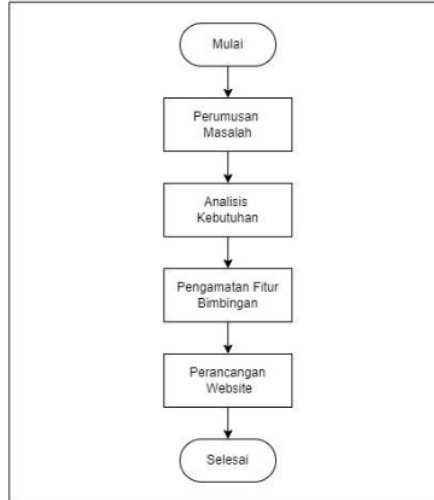 Mulai
Perumusan
Masalah
Analisis
Kebutuhan
Pengamatan Fitur
Bimbingan
Perancangan
Website
Selesai